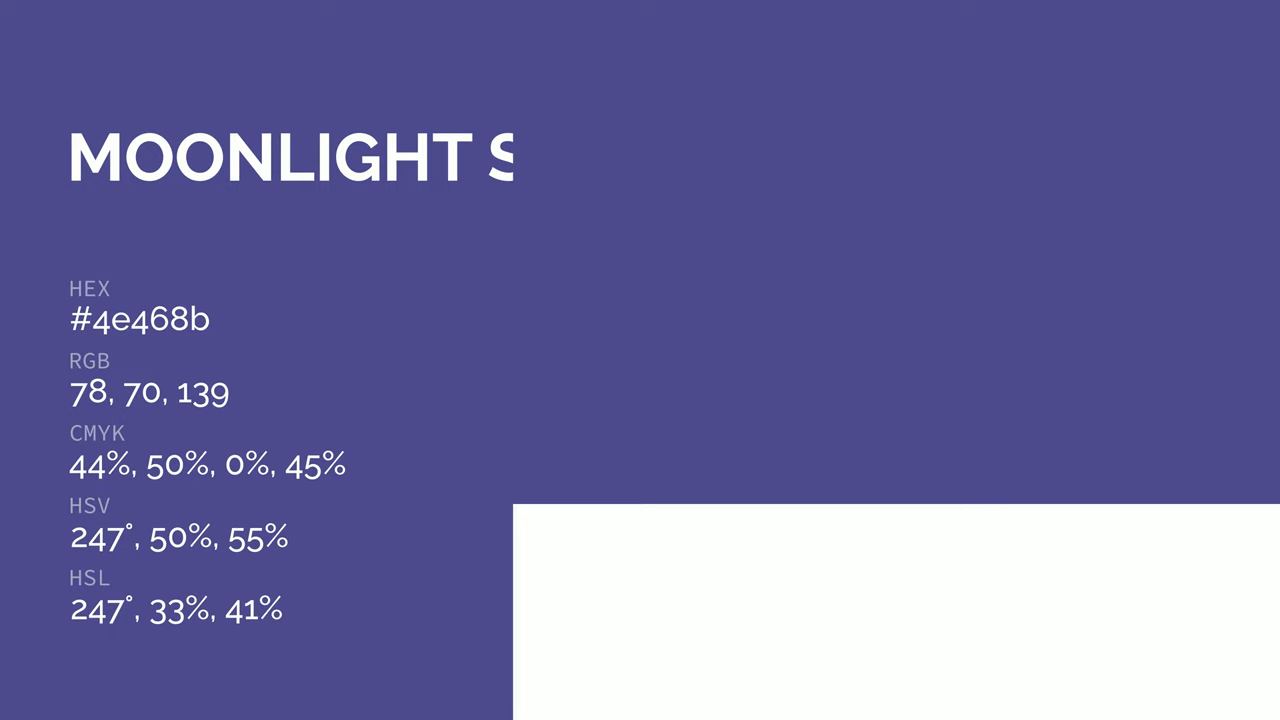 MOONLIGHT S
HEX
#4e468b
RGB
78, 70, 139
CMYK
44%, 50%, 0%, 45%
HSV
247°, 50%, 55%
HSL
247°, 33%, 41%